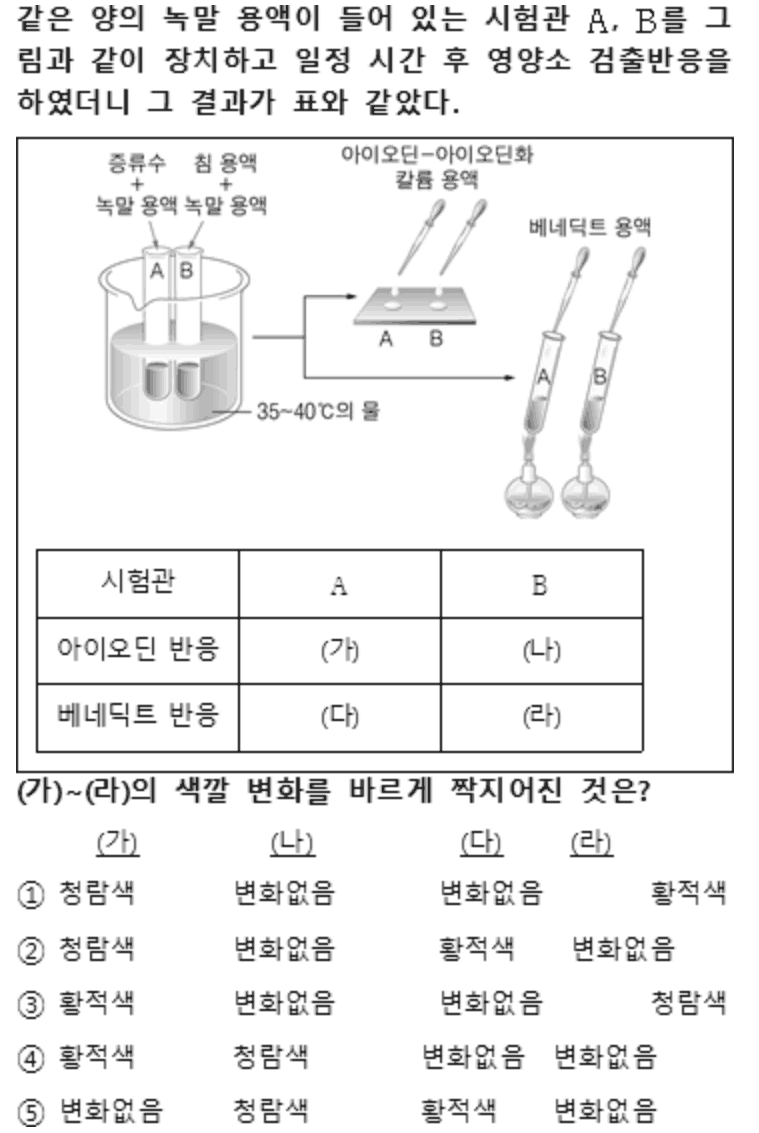 같은 양의 녹말 용액이 들어 있는 시험관 A, B를 그
림과 같이 장치하고 일정 시간 후 영양소 검출반응을
하였더니 그 결과가 표와 같았다.
증류수 침 용액
+ +
녹말 용액 녹말 용액
A B
35~40℃의 물
아이오딘-아이오딘화
칼륨 용액
A B
베네딕트 용액
A B
시험관 A B
아이오딘 반응 (가) (나)
베네딕트 반응 (다) (라)
(가)~(라)의 색깔 변화를 바르게 짝지어진 것은?
(가) (나) (다) (라)
① 청람색 변화없음 변화없음 황적색
② 청람색 변화없음 황적색 변화없음
③ 황적색 변화없음 변화없음 청람색
④ 황적색 청람색 변화없음 변화없음
⑤ 변화없음 청람색 황적색 변화없음